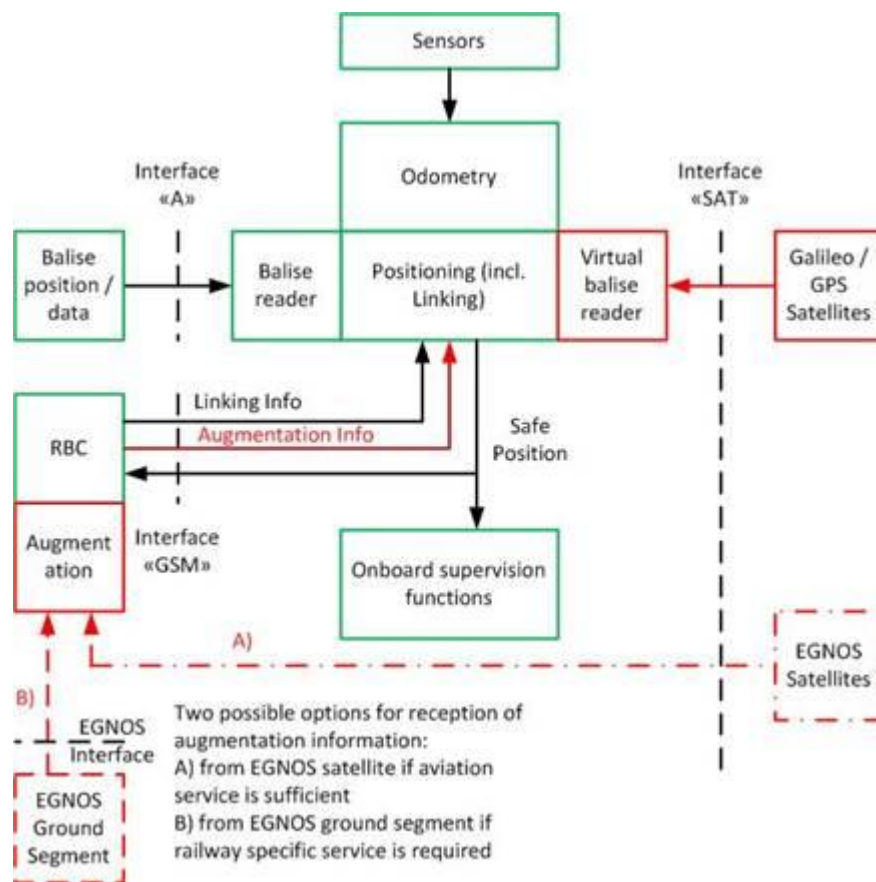 Sensors
Odometry
Interface
«A»
Interface
«SAT»
Balise
position /
data
Balise
reader
Positioning (incl.
Linking)
Virtual
balise
reader
Galileo /
GPS
Satellites
Linking Info
RBC
Augmentation Info
Safe
Position
Augment
ation
Interface
«GSM»
Onboard supervision
functions
A)
EGNOS
Satellites
B)
EGNOS
Interface
EGNOS
Ground
Segment
Two possible options for reception of
augmentation information:
A) from EGNOS satellite if aviation
service is sufficient
B) from EGNOS ground segment if
railway specific service is required